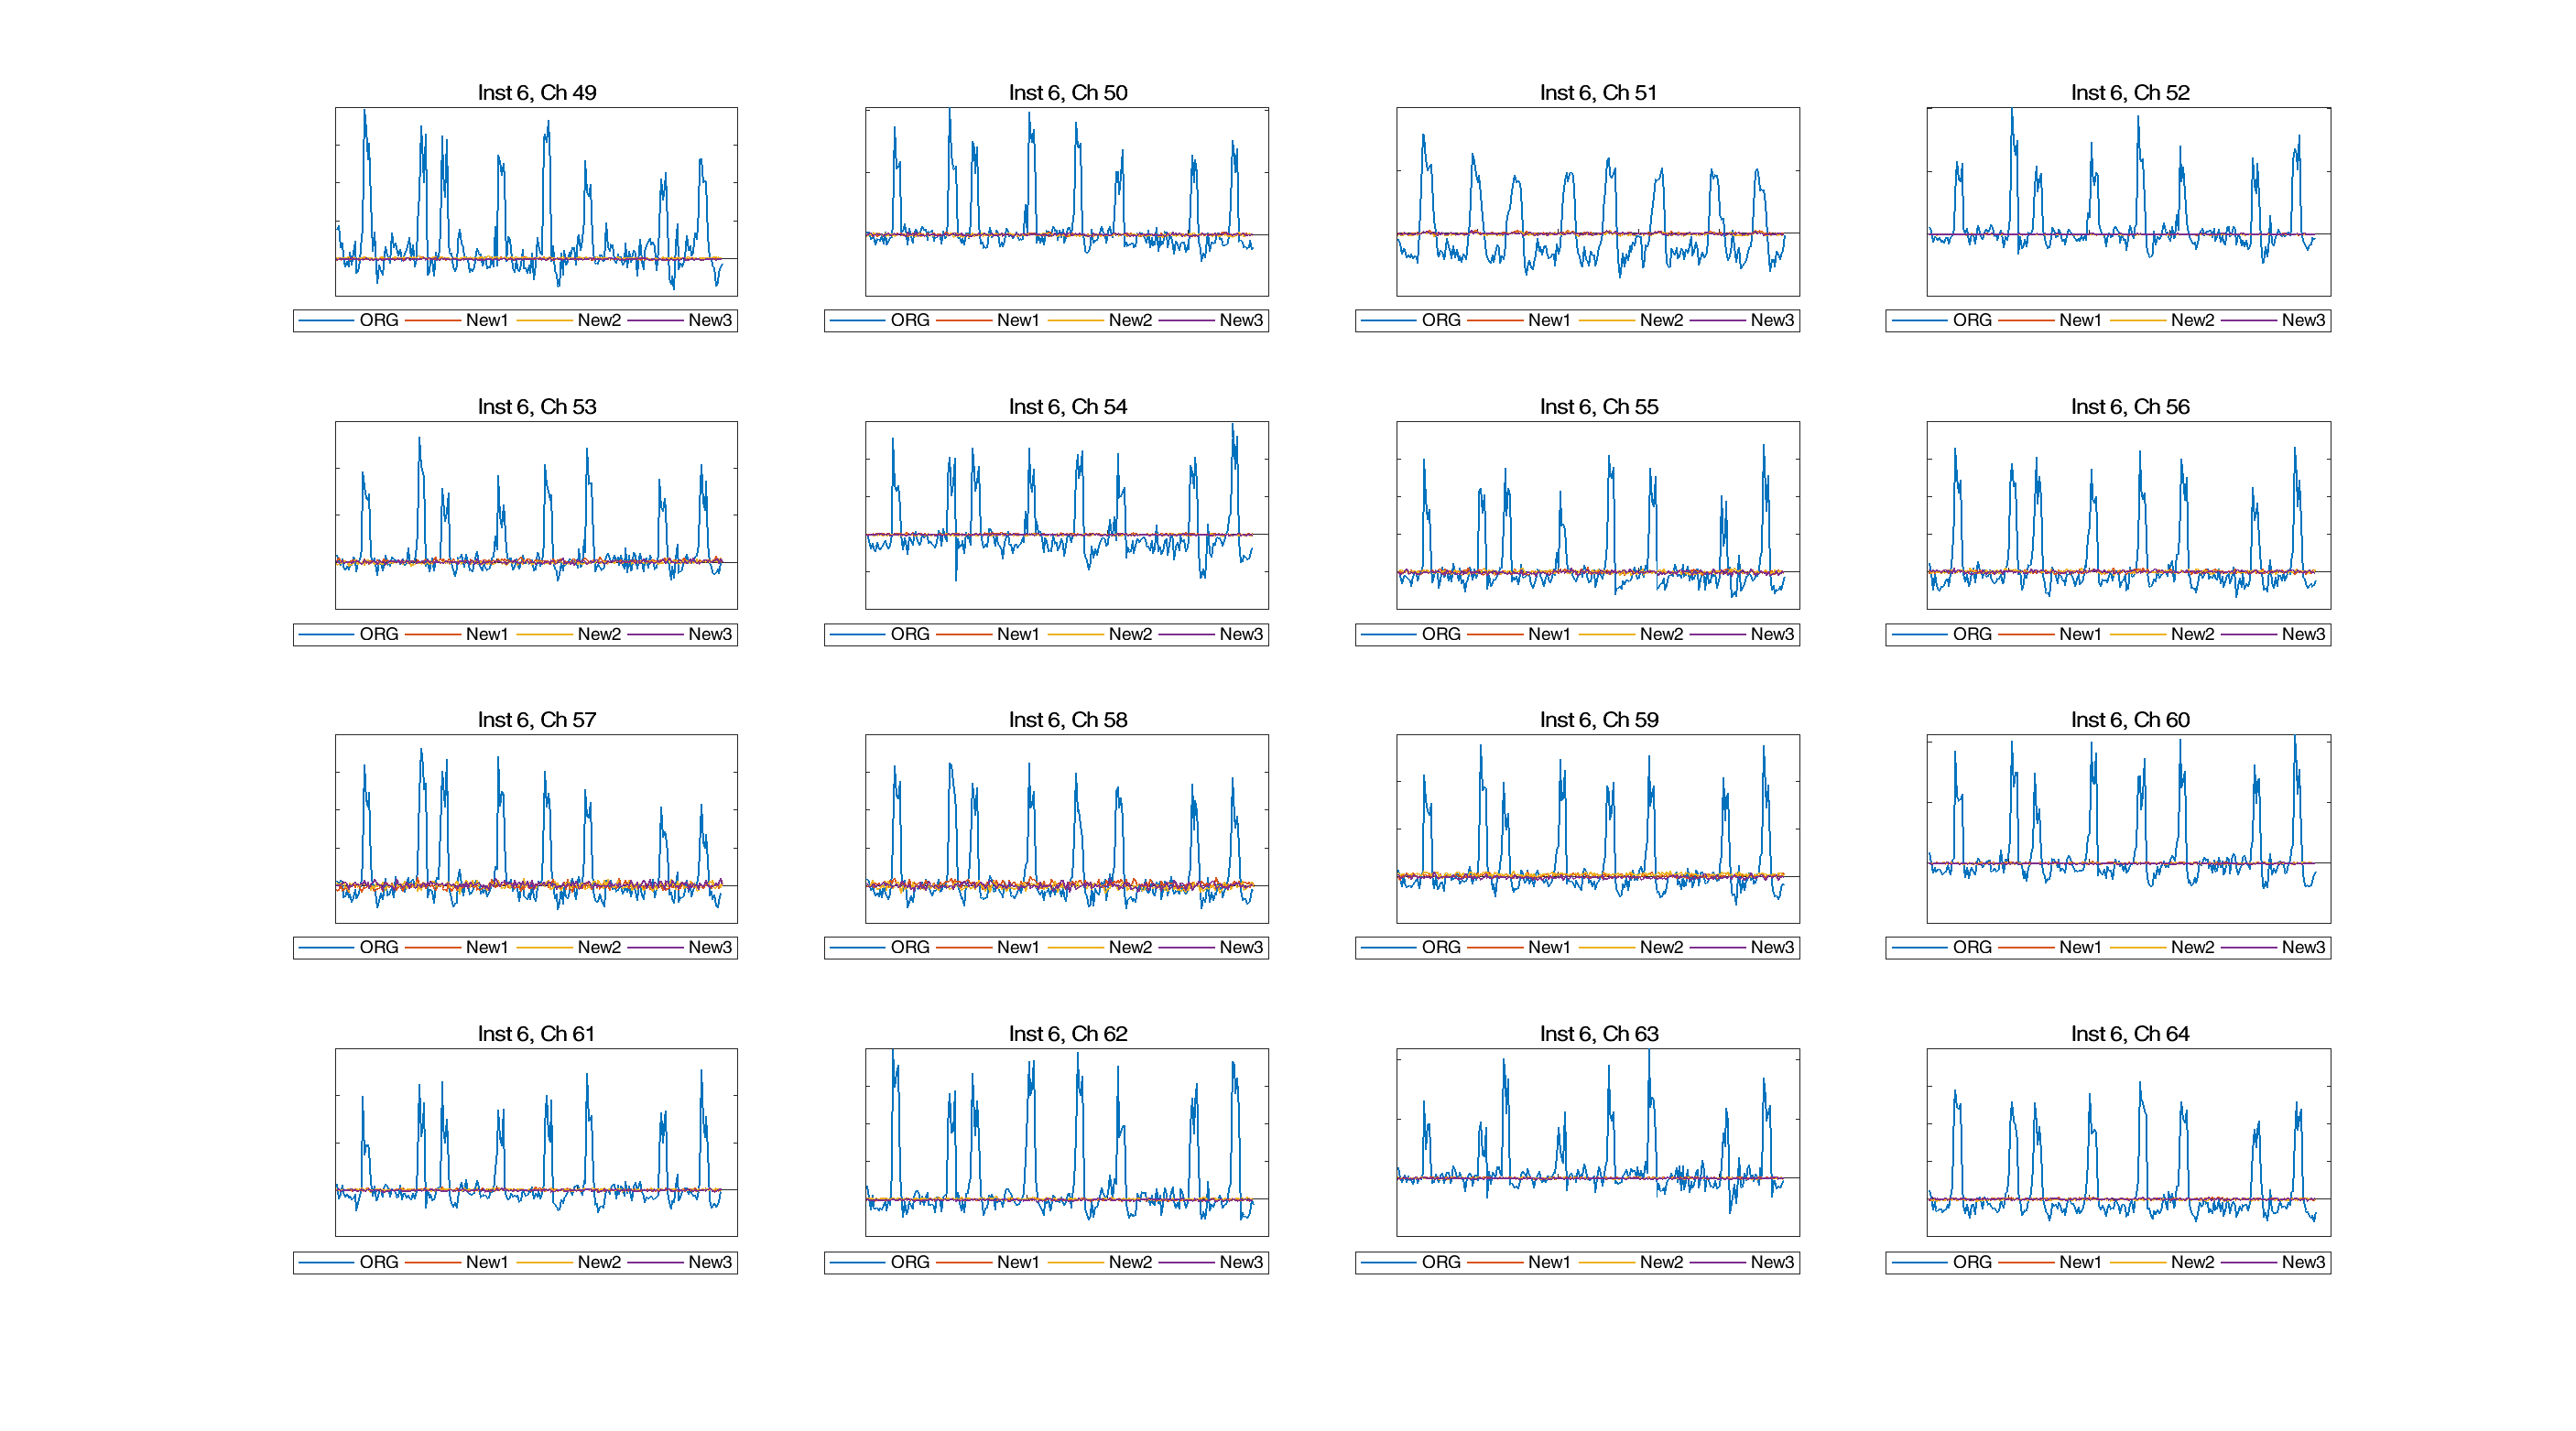 Inst 6, Ch 49
Inst 6, Ch 50
Inst 6, Ch 51
Inst 6, Ch 52
ORG New1 New2 New3
ORG New1 New2 New3
ORG New1 New2 New3
ORG New1 New2 New3
Inst 6, Ch 53
Inst 6, Ch 54
Inst 6, Ch 55
Inst 6, Ch 56
ORG New1 New2 New3
ORG New1 New2 New3
ORG New1 New2 New3
ORG New1 New2 New3
Inst 6, Ch 57
Inst 6, Ch 58
Inst 6, Ch 59
Inst 6, Ch 60
ORG New1 New2 New3
ORG New1 New2 New3
ORG New1 New2 New3
ORG New1 New2 New3
Inst 6, Ch 61
Inst 6, Ch 62
Inst 6, Ch 63
Inst 6, Ch 64
ORG New1 New2 New3
ORG New1 New2 New3
ORG New1 New2 New3
ORG New1 New2 New3